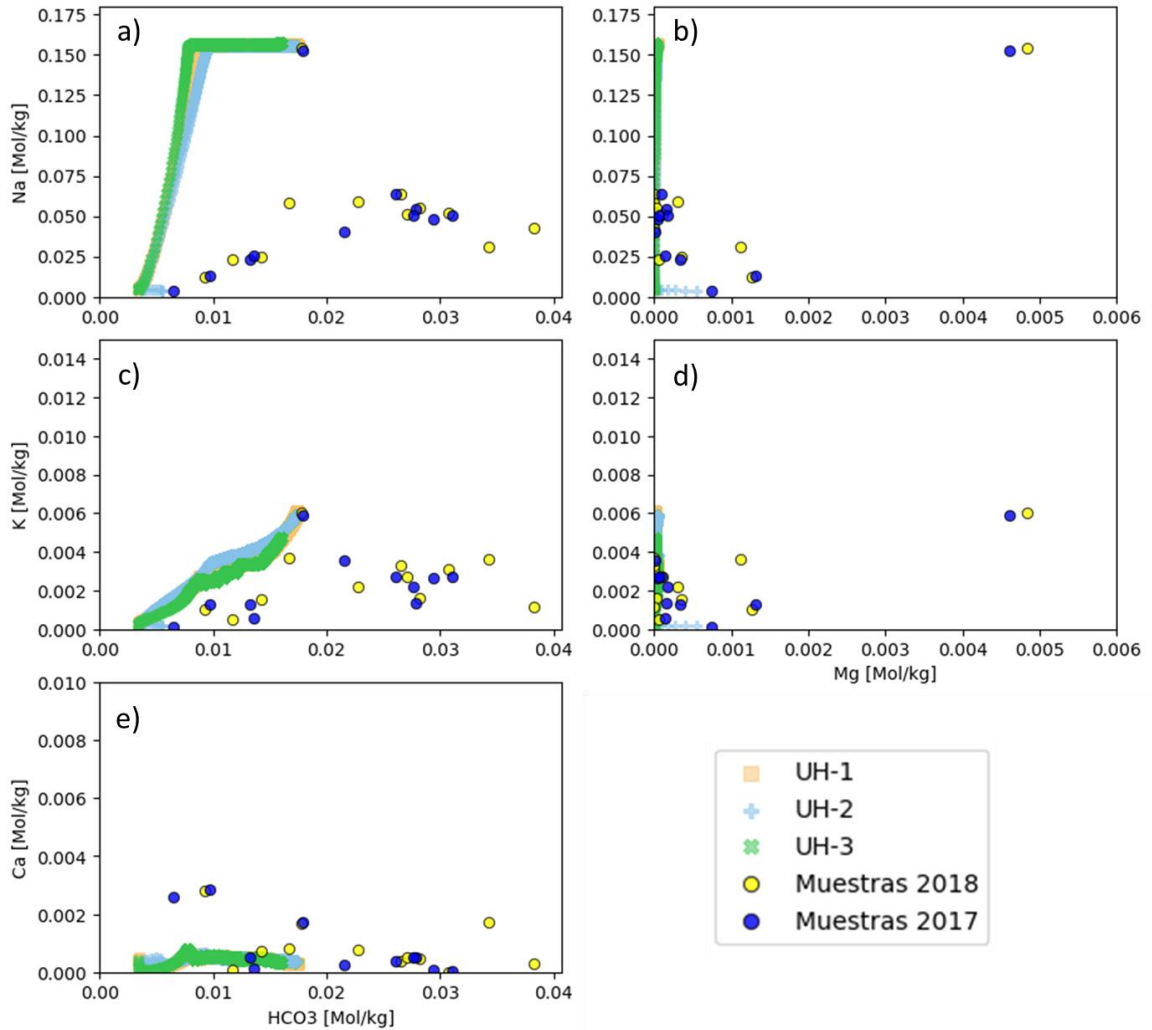 a)
0.175
0.150
0.125
0.100
0.075
0.050
0.025
0.000
Na [Mol/kg]
0.00 0.01 0.02 0.03 0.04
b)
0.175
0.150
0.125
0.100
0.075
0.050
0.025
0.000
0.000 0.001 0.002 0.003 0.004 0.005 0.006
c)
0.014
0.012
0.010
0.008
0.006
0.004
0.002
0.000
K [Mol/kg]
0.00 0.01 0.02 0.03 0.04
d)
0.014
0.012
0.010
0.008
0.006
0.004
0.002
0.000
0.000 0.001 0.002 0.003 0.004 0.005 0.006
Mg [Mol/kg]
e)
0.010
0.008
0.006
0.004
0.002
0.000
Ca [Mol/kg]
0.00 0.01 0.02 0.03 0.04
HCO3 [Mol/kg]
UH-1
UH-2
UH-3
Muestras 2018
Muestras 2017